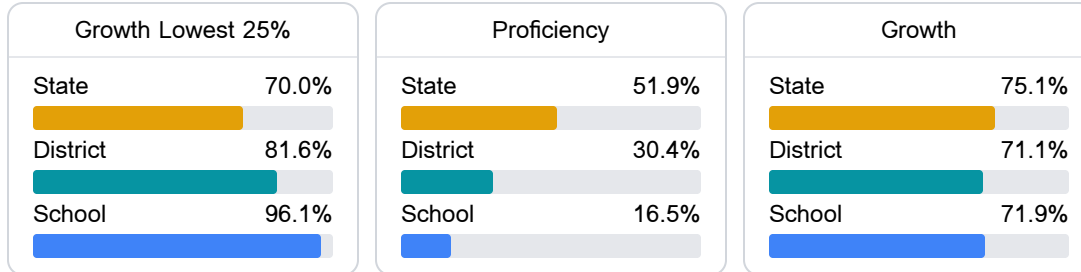 Growth Lowest 25%
State 70.0%
District 81.6%
School 96.1%
Proficiency
State 51.9%
District 30.4%
School 16.5%
Growth
State 75.1%
District 71.1%
School 71.9%